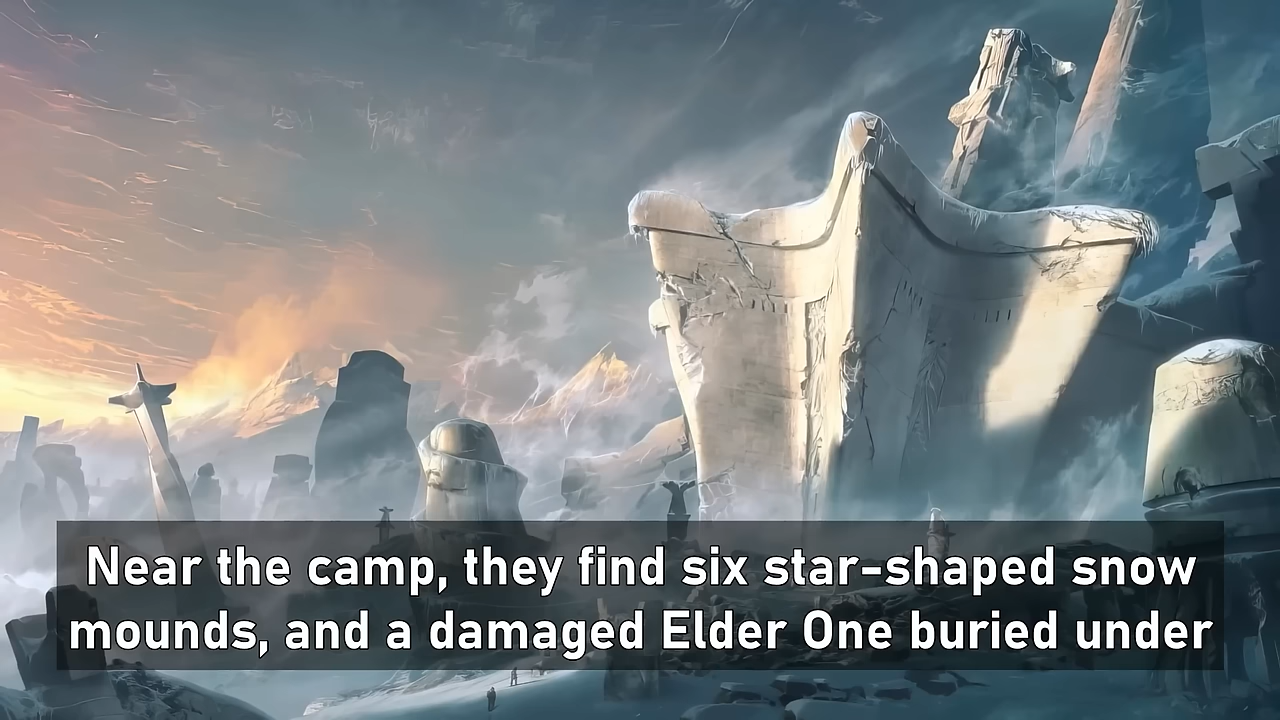 Near the camp, they find six star-shaped snow
mounds, and a damaged Elder One buried under